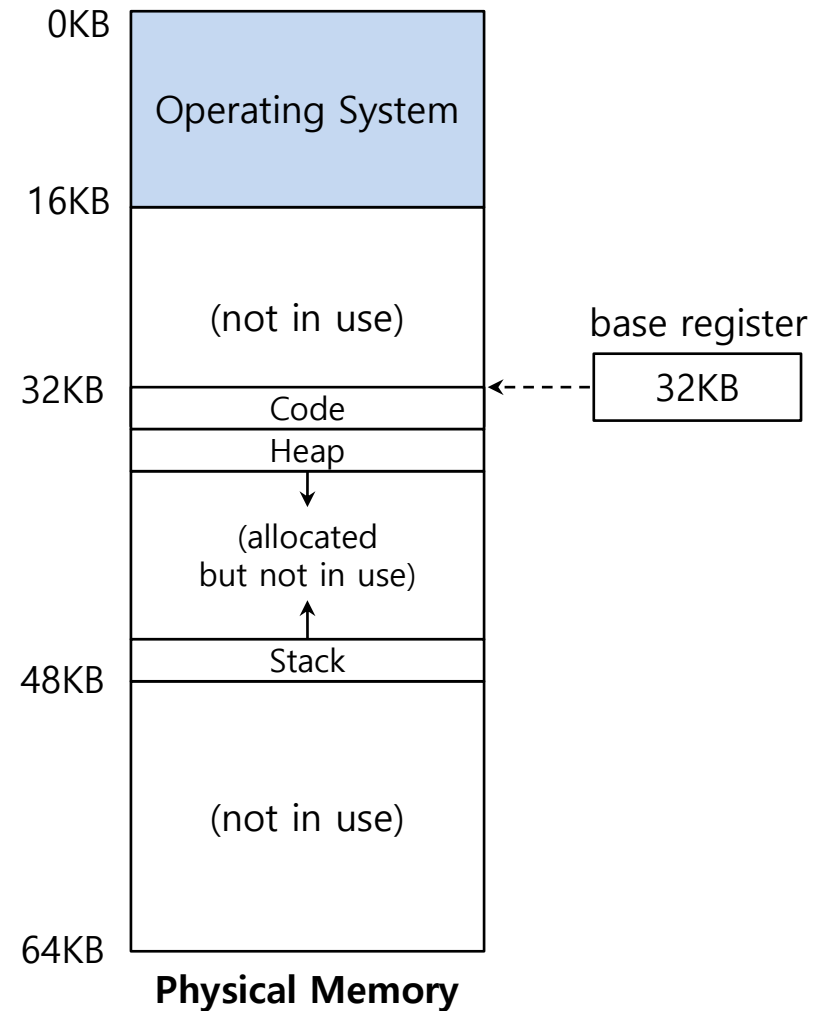 0KB
Operating System
16KB
(not in use)
base register
32KB
32KB
Code
Heap
(allocated
but not in use)
Stack
48KB
(not in use)
64KB
Physical Memory